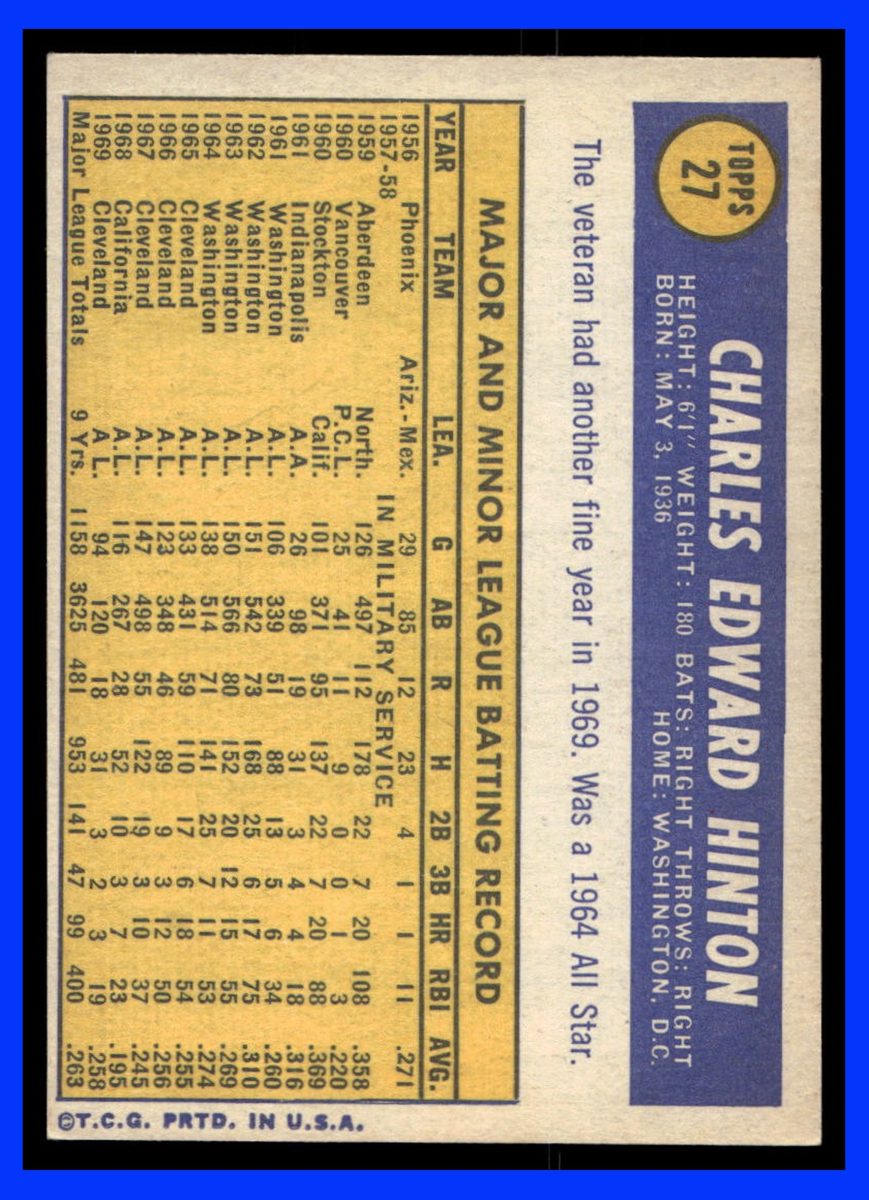 TOPPS
27
CHARLES EDWARD HINTON
HEIGHT: 6'1" WEIGHT: 180 BATS: RIGHT THROWS: RIGHT
BORN: MAY 3, 1936 HOME: WASHINGTON, D.C.
The veteran had another fine year in 1969. Was a 1964 All Star.
MAJOR AND MINOR LEAGUE BATTING RECORD
YEAR TEAM LEA. G AB R H 2B 3B HR RBI AVG.
1956 Phoenix Ariz.-Mex. 29 85 12 23 4 1 1 11 .271
1957-58 IN MILITARY SERVICE
1959 Aberdeen North. 126 497 112 178 22 7 20 108 .358
1960 Vancouver P.C.L. 25 41 11 9 0 0 1 3 .220
1960 Stockton Calif. 101 371 95 137 22 7 20 88 .369
1961 Indianapolis A.A. 26 98 19 31 3 4 4 18 .316
1961 Washington A.L. 106 339 51 88 13 5 6 34 .260
1962 Washington A.L. 151 542 73 168 25 6 17 75 .310
1963 Washington A.L. 150 566 80 152 20 12 15 55 .269
1964 Washington A.L. 138 514 71 141 25 7 11 53 .274
1965 Cleveland A.L. 133 431 59 110 17 6 18 54 .255
1966 Cleveland A.L. 123 348 46 89 9 3 12 50 .256
1967 Cleveland A.L. 147 498 55 122 19 3 10 37 .245
1968 California A.L. 116 267 28 52 10 3 7 23 .195
1969 Cleveland A.L. 94 120 18 31 3 2 3 19 .258
Major League Totals 9 Yrs. 1158 3625 481 953 141 47 99 400 .263
©T.C.G. PRTD. IN U.S.A.